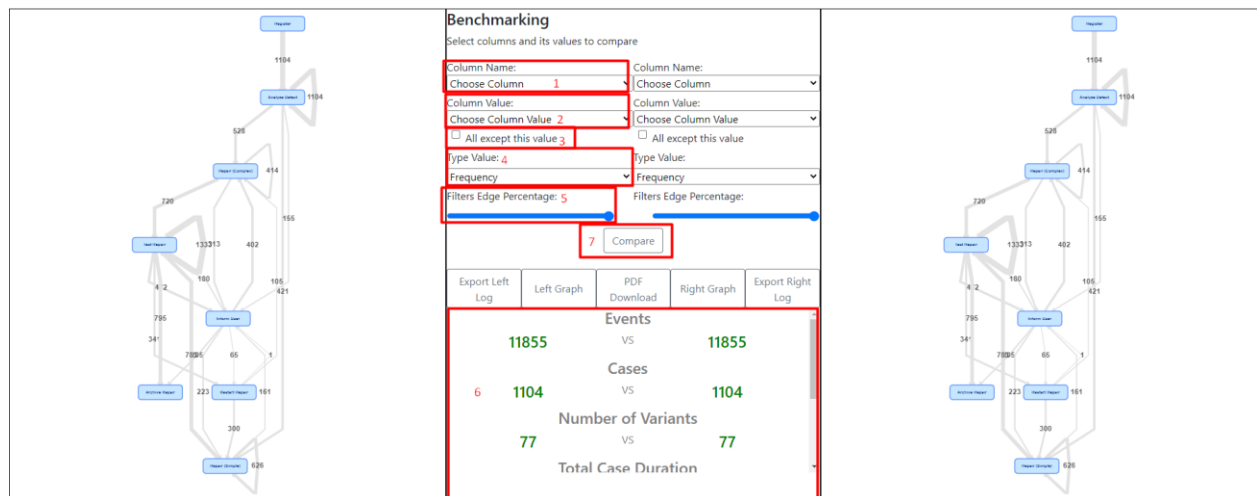 Register
1104
Analyze Defect
1104
528
Repair (Complex)
414
720
155
Test Repair
1333
313
402
160
105
4
2
421
Inform User
795
34
65
1
Archive Repair
223
Restart Repair
161
300
Repair (Simple)
626
Benchmarking
Select columns and its values to compare
Column Name:
Column Name:
Choose Column 1
Choose Column
Column Value:
Column Value:
Choose Column Value 2
Choose Column Value
All except this value 3
All except this value
Type Value: 4
Type Value:
Frequency
Frequency
Filters Edge Percentage: 5
Filters Edge Percentage:
7 Compare
Export Left
Log
Left Graph
PDF
Download
Right Graph
Export Right
Log
Events
11855 VS 11855
Cases
6 1104 VS 1104
Number of Variants
77 VS 77
Total Case Duration
Register
1104
Analyze Defect
1104
528
Repair (Complex)
414
720
155
Test Repair
1333
313
402
160
105
4
2
421
Inform User
795
34
65
1
Archive Repair
223
Restart Repair
161
300
Repair (Simple)
626